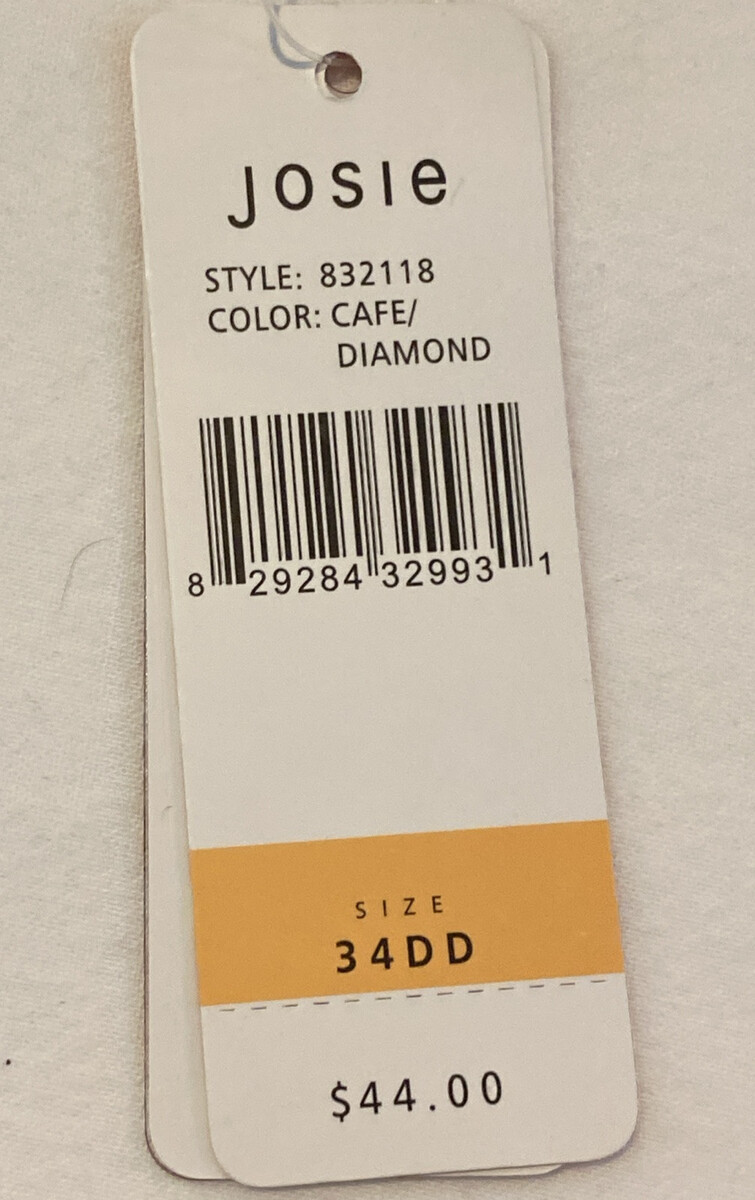 Josie
STYLE: 832118
COLOR: CAFE/
DIAMOND
8 29284 32993 1
SIZE
34DD
$44.00